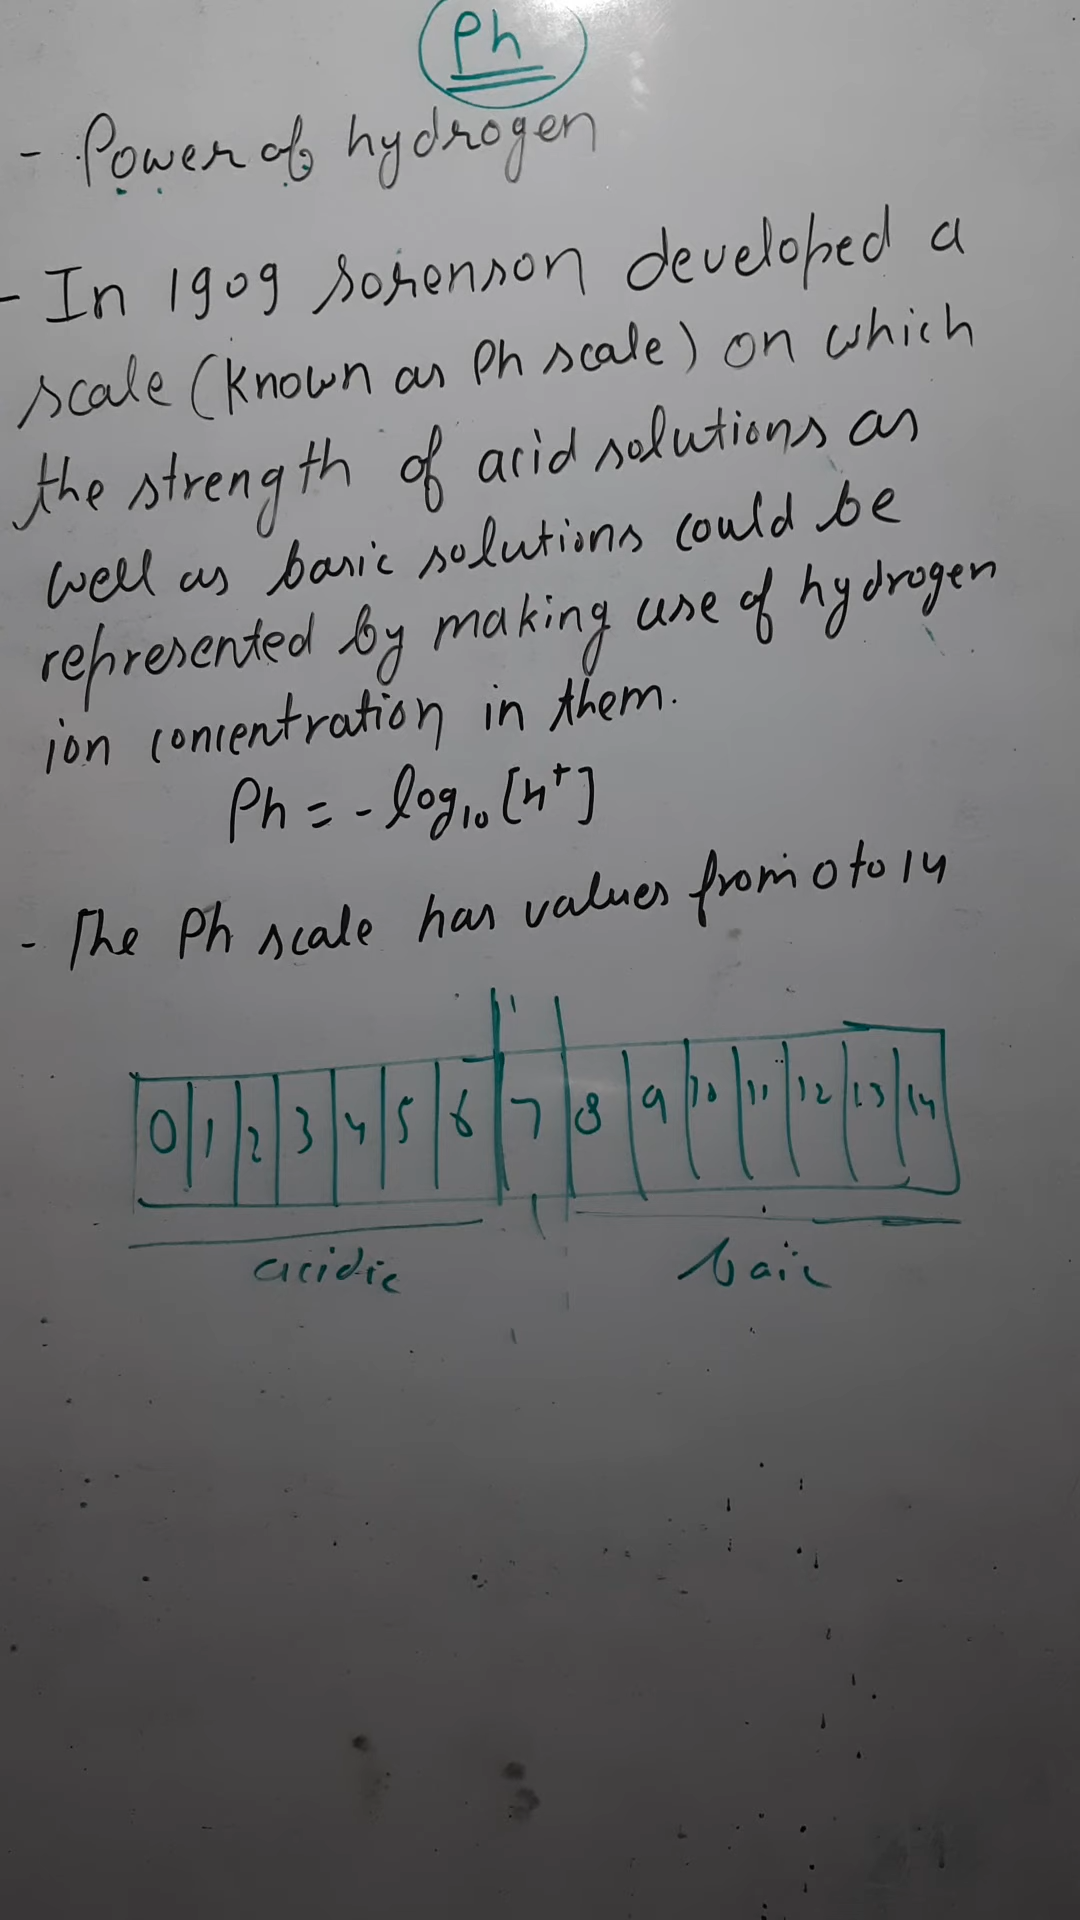 Ph
- Power of hydrogen
- In 1909 sorenson developed a
scale (known as Ph scale) on which
the strength of acid solutions as
well as basic solutions could be
represented by making use of hydrogen
ion concentration in them.
Ph = - log₁₀ [H⁺]
- The Ph scale has values from 0 to 14
0 1 2 3 4 5 6 7 8 9 10 11 12 13 14
acidic baic